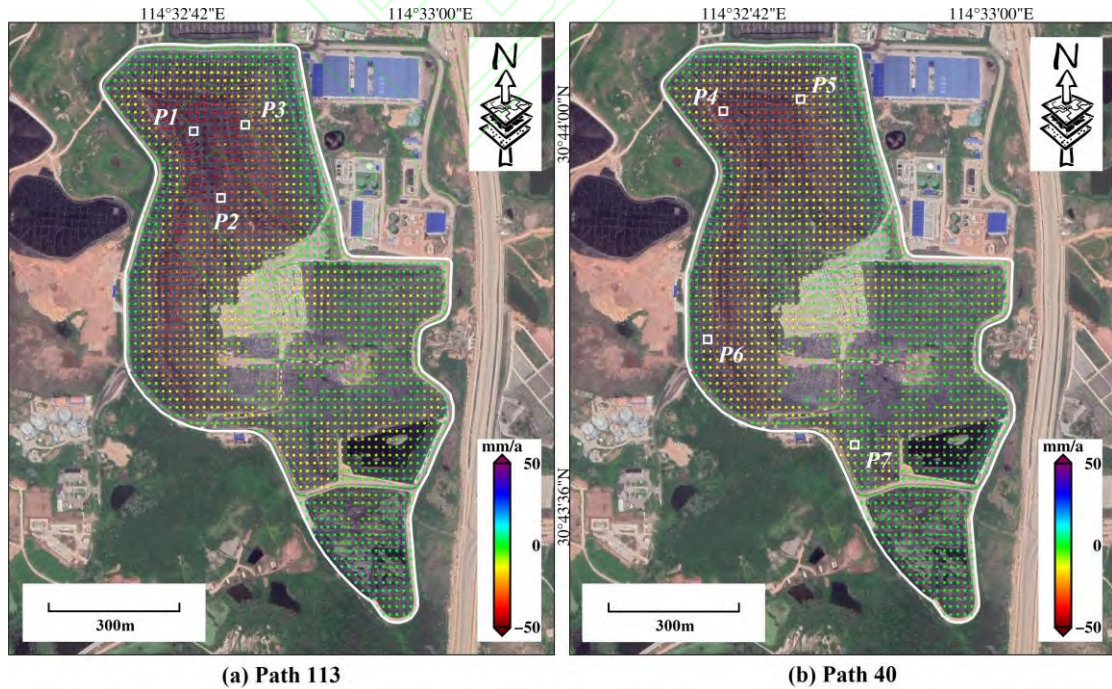 114°32'42"E
114°33'00"E
114°32'42"E
114°33'00"E
N
P1
P3
P2
mm/a
50
0
−50
300m
30°44'00"N
30°43'36"N
N
P4
P5
P6
P7
mm/a
50
0
−50
300m
(a) Path 113
(b) Path 40